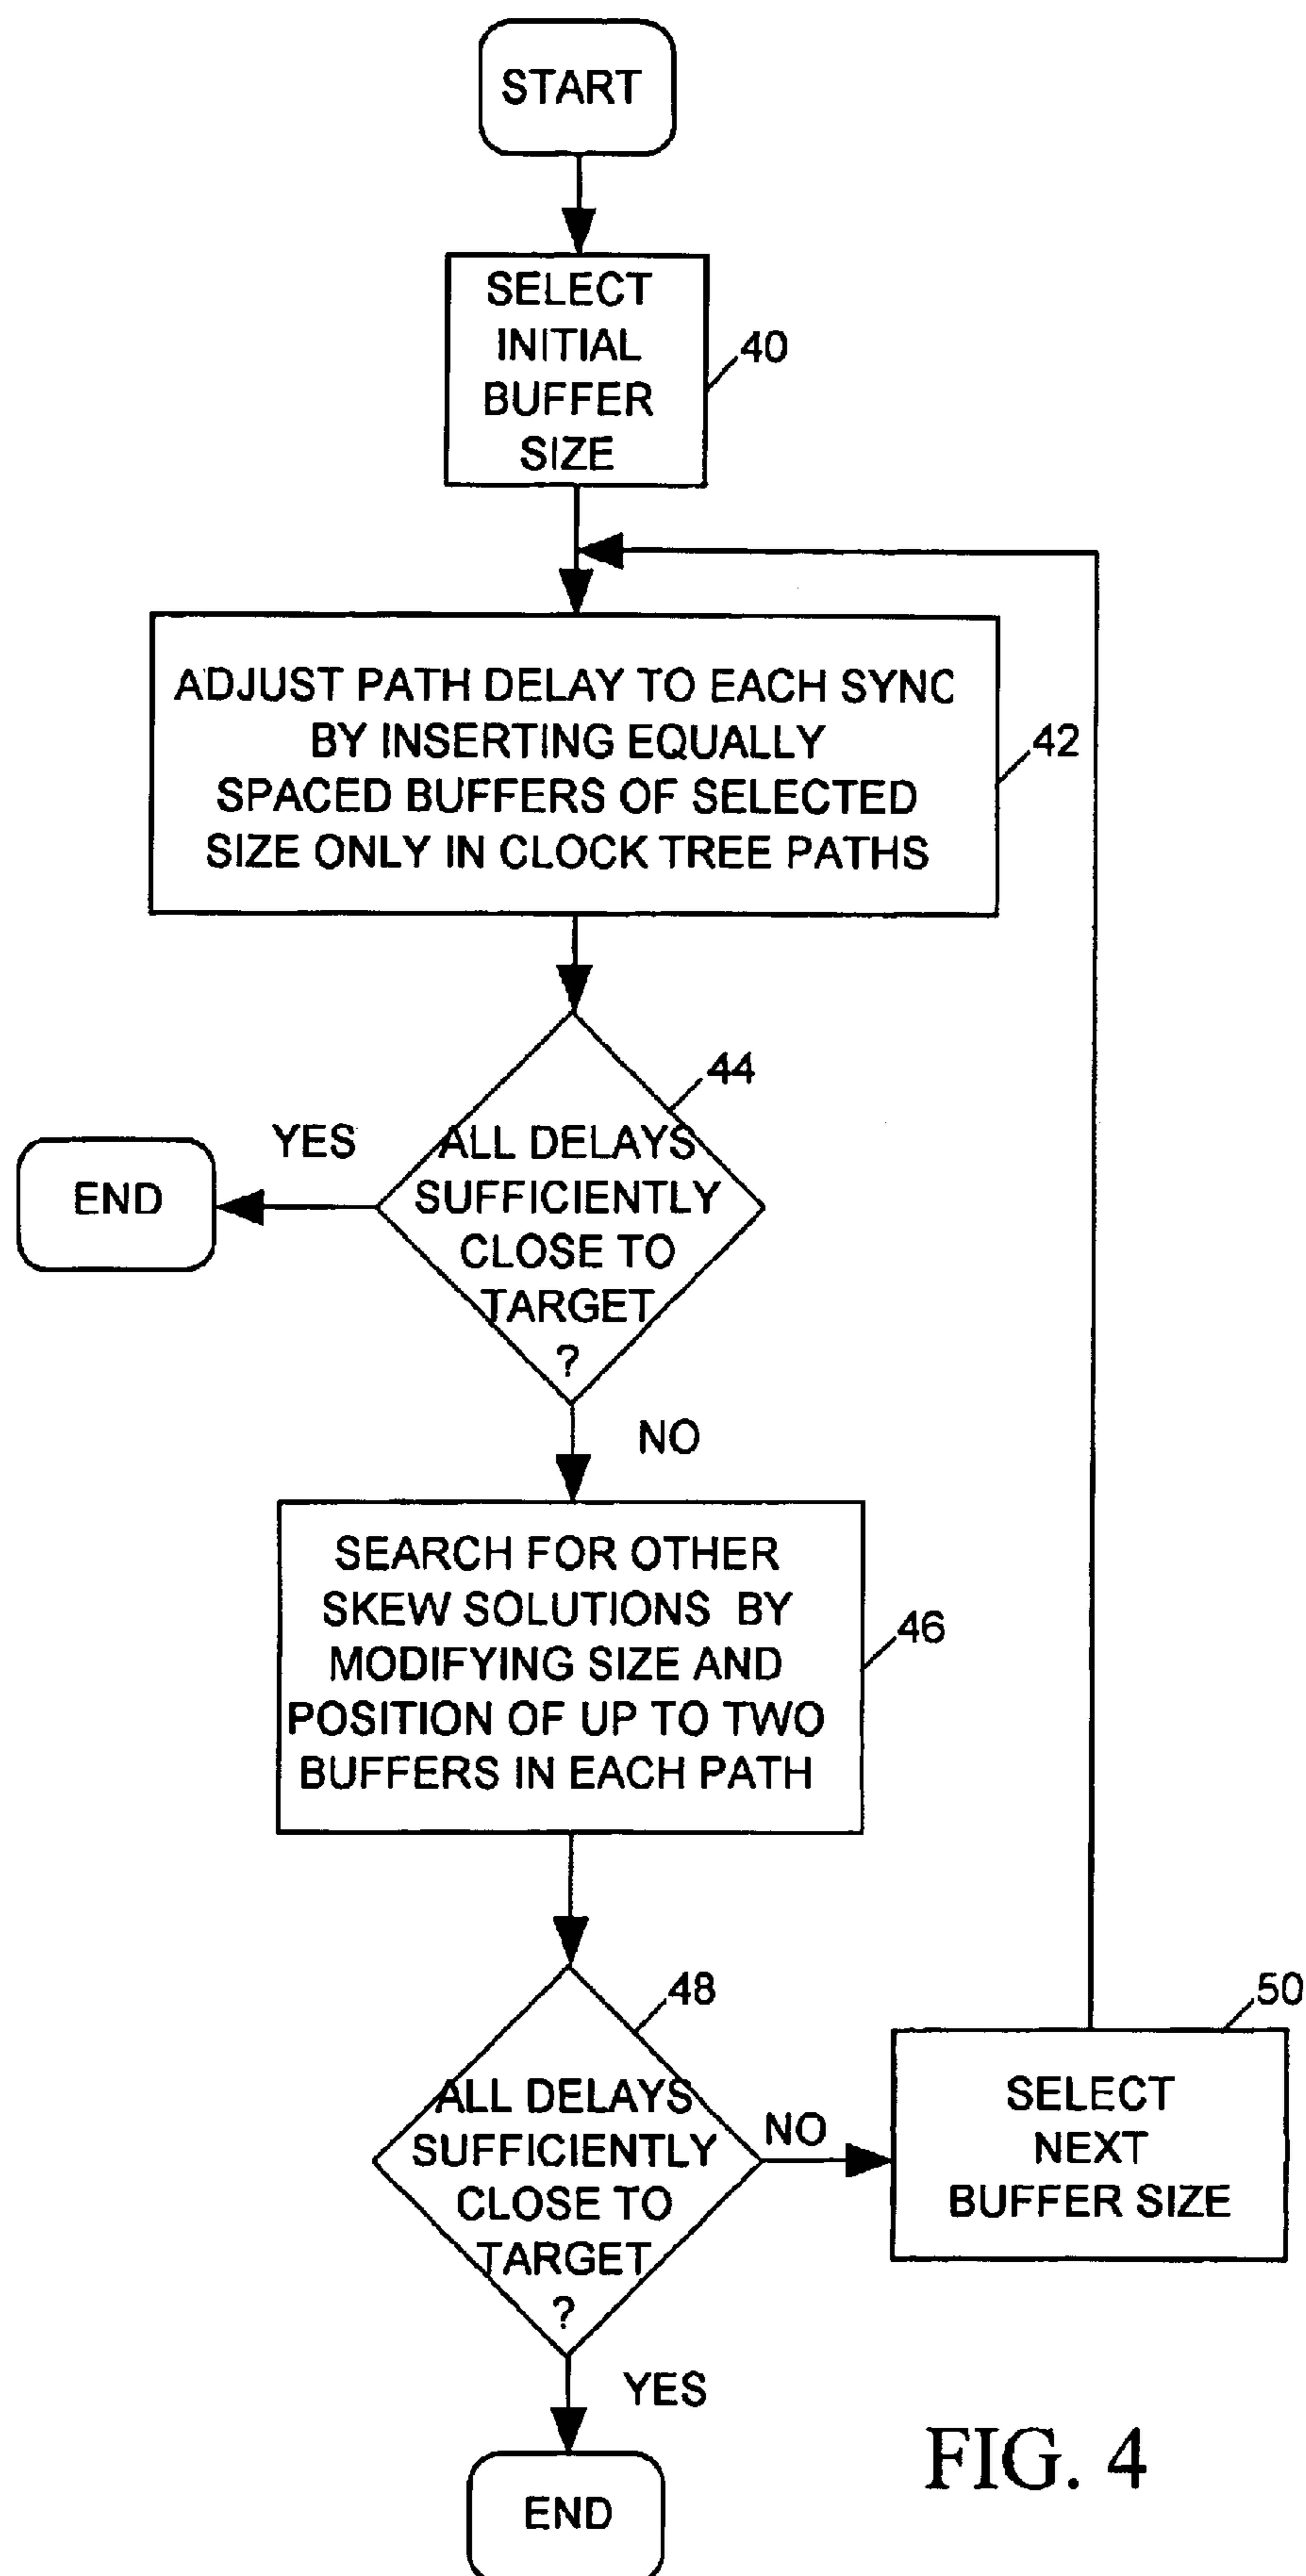 START
SELECT
INITIAL
BUFFER
SIZE
40
ADJUST PATH DELAY TO EACH SYNC
BY INSERTING EQUALLY
SPACED BUFFERS OF SELECTED
SIZE ONLY IN CLOCK TREE PATHS
42
44
YES
ALL DELAYS
SUFFICIENTLY
CLOSE TO
TARGET
?
END
NO
SEARCH FOR OTHER
SKEW SOLUTIONS BY
MODIFYING SIZE AND
POSITION OF UP TO TWO
BUFFERS IN EACH PATH
46
48
ALL DELAYS
SUFFICIENTLY
CLOSE TO
TARGET
?
NO
50
SELECT
NEXT
BUFFER SIZE
YES
END
FIG. 4